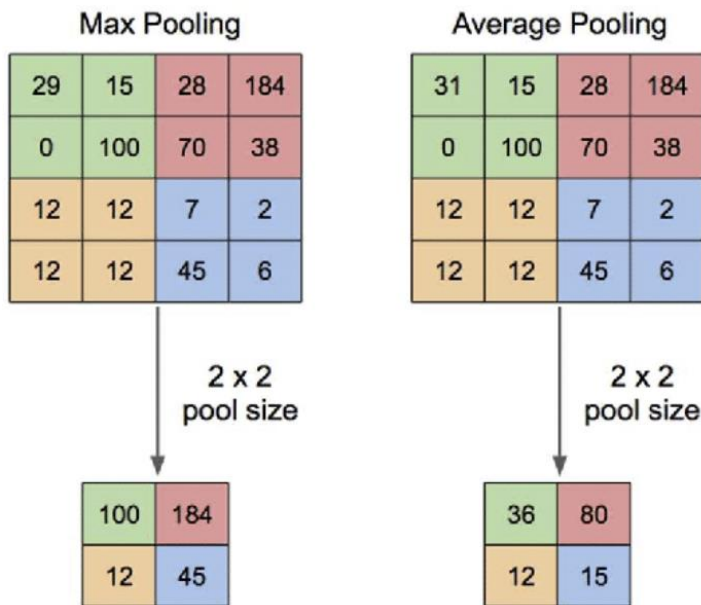 Max Pooling
Average Pooling
29 15 28 184
0 100 70 38
12 12 7 2
12 12 45 6
31 15 28 184
0 100 70 38
12 12 7 2
12 12 45 6
2 x 2
pool size
2 x 2
pool size
100 184
12 45
36 80
12 15